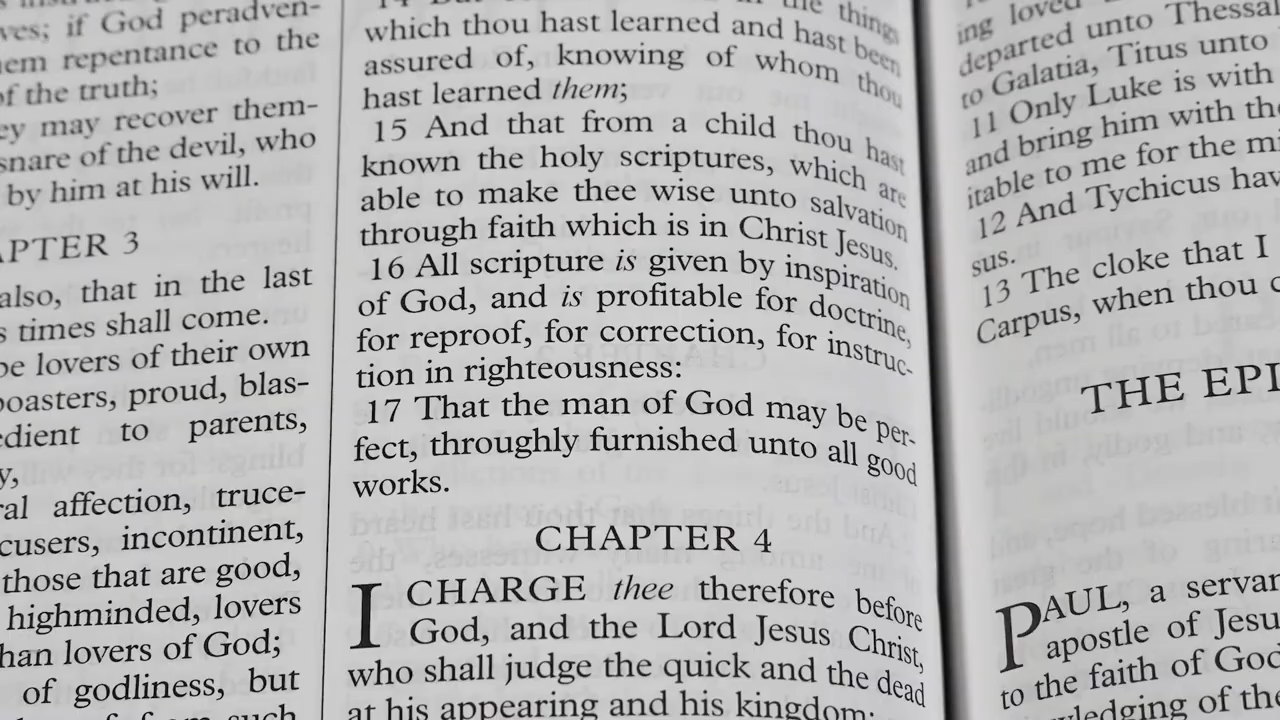 ves; if God peradven-
em repentance to the
of the truth;
ey may recover them-
snare of the devil, who
by him at his will.
APTER 3
also, that in the last
s times shall come.
be lovers of their own
boasters, proud, blas-
edient to parents,
y,
ral affection, truce-
cusers, incontinent,
those that are good,
highminded, lovers
han lovers of God;
of godliness, but
such
the things
which thou hast learned and hast been
assured of, knowing of whom thou
hast learned them;
15 And that from a child thou hast
known the holy scriptures, which are
able to make thee wise unto salvation
through faith which is in Christ Jesus.
16 All scripture is given by inspiration
of God, and is profitable for doctrine,
for reproof, for correction, for instruc-
tion in righteousness:
17 That the man of God may be per-
fect, throughly furnished unto all good
works.
CHAPTER 4
I CHARGE thee therefore before
God, and the Lord Jesus Christ,
who shall judge the quick and the dead
at his appearing and his kingdom;
ing loved
departed unto Thessal
to Galatia, Titus unto
11 Only Luke is with
and bring him with the
itable to me for the mi
12 And Tychicus hav
sus.
13 The cloke that I
Carpus, when thou c
THE EPI
PAUL, a servan
apostle of Jesu
to the faith of God
wledging of the